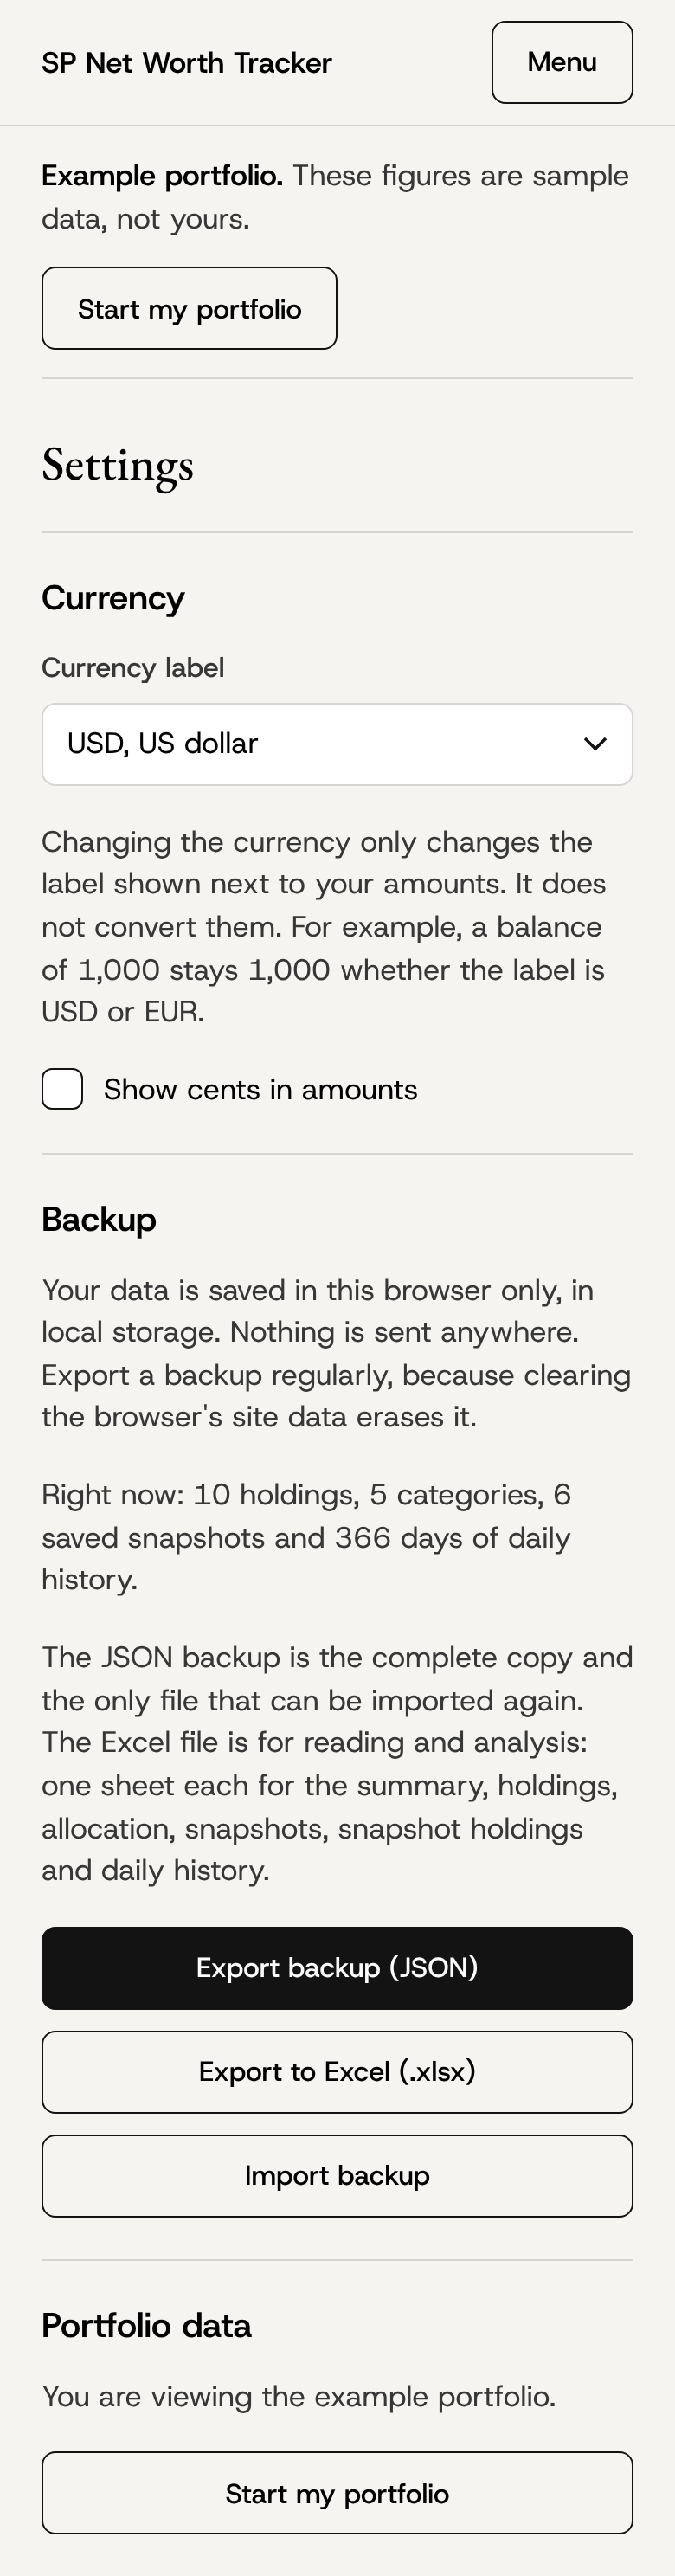 SP Net Worth Tracker
Menu
Example portfolio. These figures are sample
data, not yours.
Start my portfolio
Settings
Currency
Currency label
USD, US dollar
Changing the currency only changes the
label shown next to your amounts. It does
not convert them. For example, a balance
of 1,000 stays 1,000 whether the label is
USD or EUR.
Show cents in amounts
Backup
Your data is saved in this browser only, in
local storage. Nothing is sent anywhere.
Export a backup regularly, because clearing
the browser's site data erases it.
Right now: 10 holdings, 5 categories, 6
saved snapshots and 366 days of daily
history.
The JSON backup is the complete copy and
the only file that can be imported again.
The Excel file is for reading and analysis:
one sheet each for the summary, holdings,
allocation, snapshots, snapshot holdings
and daily history.
Export backup (JSON)
Export to Excel (.xlsx)
Import backup
Portfolio data
You are viewing the example portfolio.
Start my portfolio